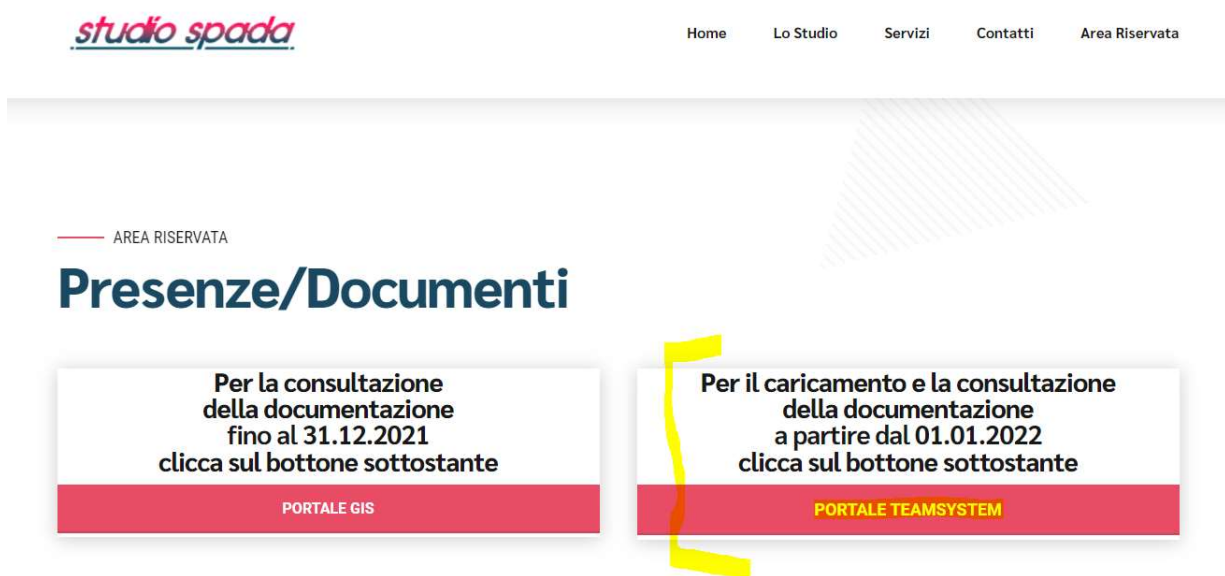 studio spada
Home Lo Studio Servizi Contatti Area Riservata
AREA RISERVATA
Presenze/Documenti
Per la consultazione
della documentazione
fino al 31.12.2021
clicca sul bottone sottostante
PORTALE GIS
Per il caricamento e la consultazione
della documentazione
a partire dal 01.01.2022
clicca sul bottone sottostante
PORTALE TEAMSYSTEM